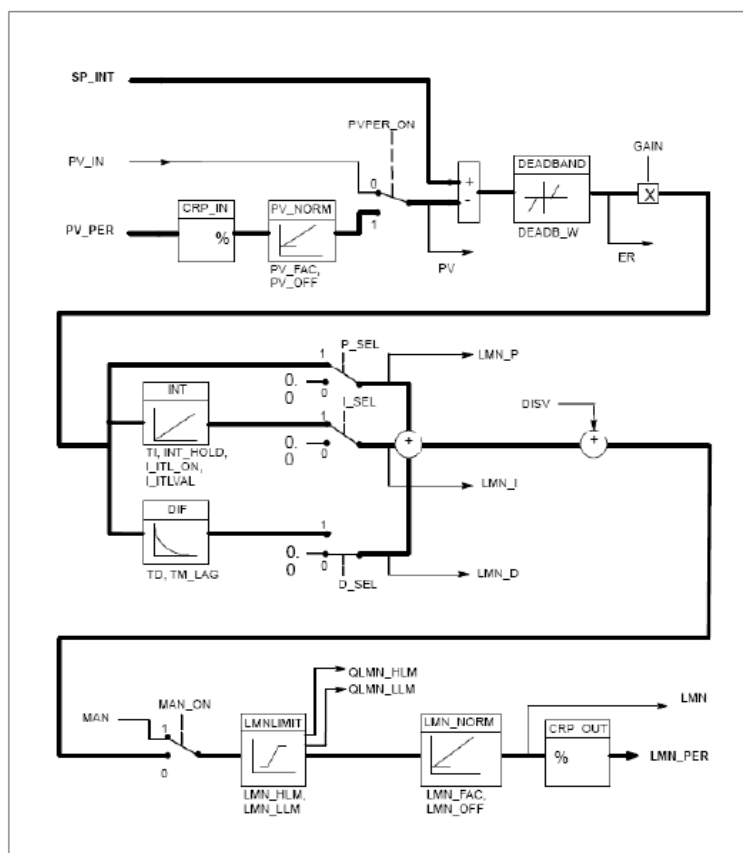 SP_INT
PVPER_ON
GAIN
PV_IN
DEADBAND
0
+
-
X
CRP_IN
PV_NORM
PV_PER
%
1
DEADB_W
PV_FAC,
PV_OFF
PV
ER
P_SEL
1
LMN_P
0.
0
0
INT
I_SEL
DISV
1
0.
0
0
+
+
TI, INT_HOLD,
I_ITL_ON,
I_ITLVAL
LMN_I
DIF
1
0.
0
0
TD, TM_LAG
D_SEL
LMN_D
QLMN_HLM
QLMN_LLM
MAN_ON
MAN
1
LMNLIMIT
LMN_NORM
LMN
CRP_OUT
%
LMN_PER
0
LMN_HLM,
LMN_LLM
LMN_FAC,
LMN_OFF